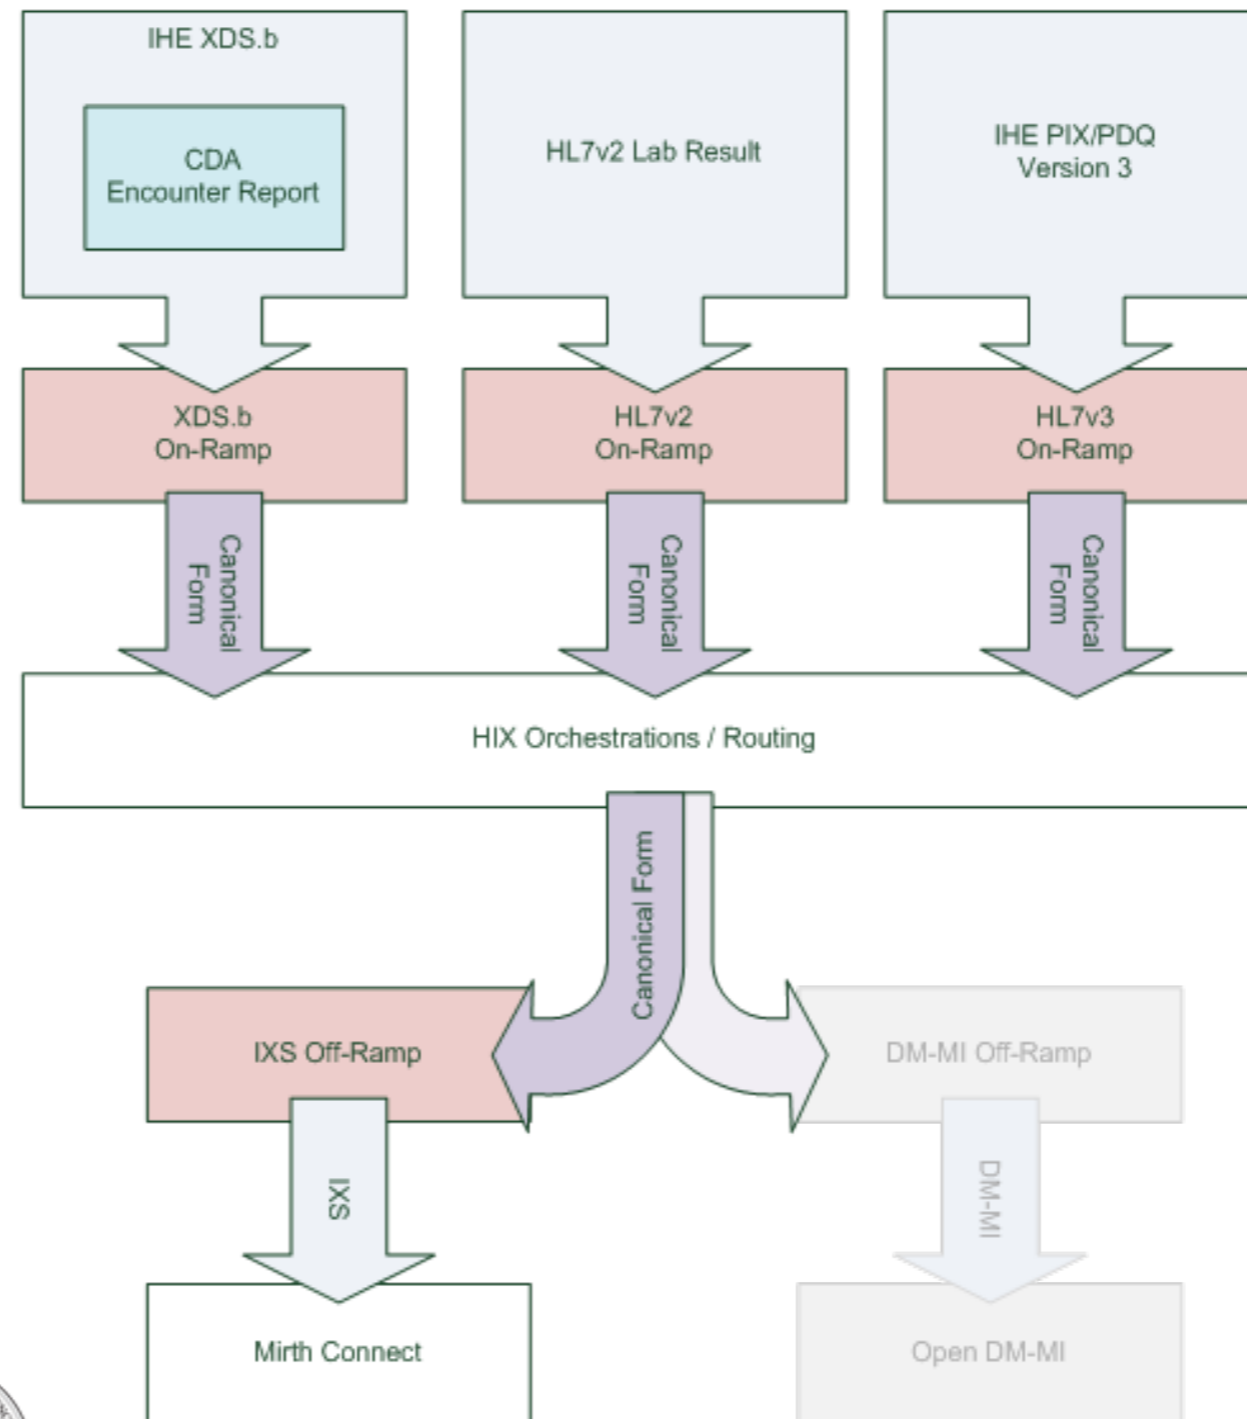 IHE XDS.b
CDA
Encounter Report
HL7v2 Lab Result
IHE PIX/PDQ
Version 3
XDS.b
On-Ramp
HL7v2
On-Ramp
HL7v3
On-Ramp
Canonical
Form
Canonical
Form
Canonical
Form
HIX Orchestrations / Routing
Canonical Form
IXS Off-Ramp
DM-MI Off-Ramp
IXS
DM-MI
Mirth Connect
Open DM-MI